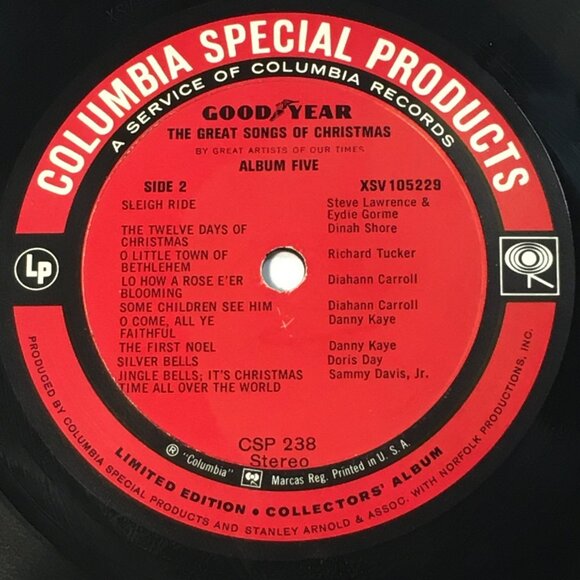 COLUMBIA SPECIAL PRODUCTS
A SERVICE OF COLUMBIA RECORDS
GOOD YEAR
THE GREAT SONGS OF CHRISTMAS
BY GREAT ARTISTS OF OUR TIMES
ALBUM FIVE
SIDE 2 XSV 105229
SLEIGH RIDE Steve Lawrence &
Eydie Gorme
THE TWELVE DAYS OF Dinah Shore
CHRISTMAS
O LITTLE TOWN OF Richard Tucker
BETHLEHEM
LO HOW A ROSE E'ER Diahann Carroll
BLOOMING
SOME CHILDREN SEE HIM Diahann Carroll
O COME, ALL YE Danny Kaye
FAITHFUL
THE FIRST NOEL Danny Kaye
SILVER BELLS Doris Day
JINGLE BELLS; IT'S CHRISTMAS Sammy Davis, Jr.
TIME ALL OVER THE WORLD
LP
CSP 238
Stereo
® "Columbia" Marcas Reg. Printed in U. S. A.
LIMITED EDITION • COLLECTORS' ALBUM
PRODUCED BY COLUMBIA SPECIAL PRODUCTS AND STANLEY ARNOLD & ASSOC. WITH NORFOLK PRODUCTIONS, INC.